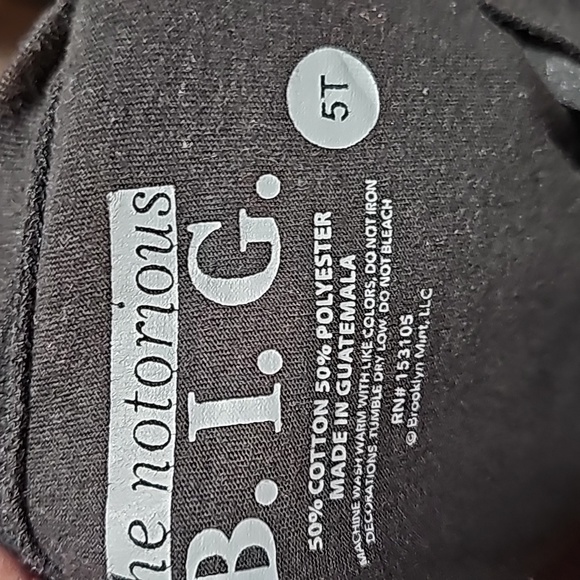 he notorious
B. I. G.
5T
50% COTTON 50% POLYESTER
MADE IN GUATEMALA
MACHINE WASH WARM WITH LIKE COLORS, DO NOT IRON
DECORATIONS. TUMBLE DRY LOW. DO NOT BLEACH
RN# 153105
© Brooklyn Mint, LLC